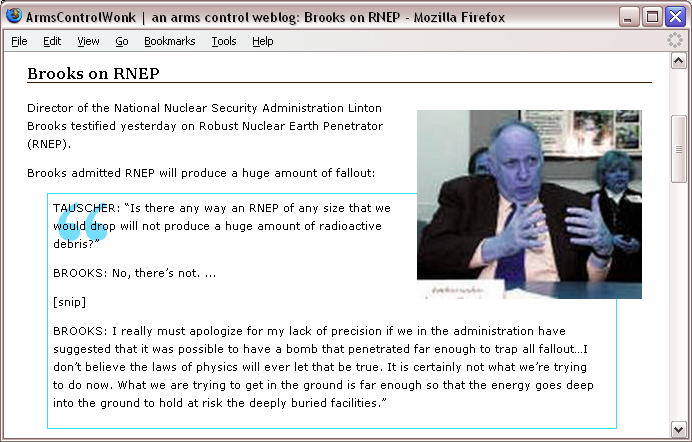 ArmsControlWonk | an arms control weblog: Brooks on RNEP - Mozilla Firefox
File Edit View Go Bookmarks Tools Help
Brooks on RNEP
Director of the National Nuclear Security Administration Linton
Brooks testified yesterday on Robust Nuclear Earth Penetrator
(RNEP).
Brooks admitted RNEP will produce a huge amount of fallout:
TAUSCHER: “Is there any way an RNEP of any size that we
would drop will not produce a huge amount of radioactive
debris?”
BROOKS: No, there’s not. ...
[snip]
BROOKS: I really must apologize for my lack of precision if we in the administration have
suggested that it was possible to have a bomb that penetrated far enough to trap all fallout…I
don’t believe the laws of physics will ever let that be true. It is certainly not what we’re trying
to do now. What we are trying to get in the ground is far enough so that the energy goes deep
into the ground to hold at risk the deeply buried facilities.”